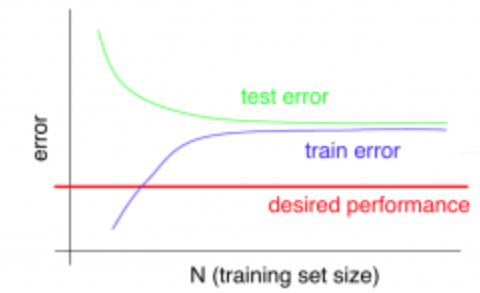 test error
error
train error
desired performance
N (training set size)